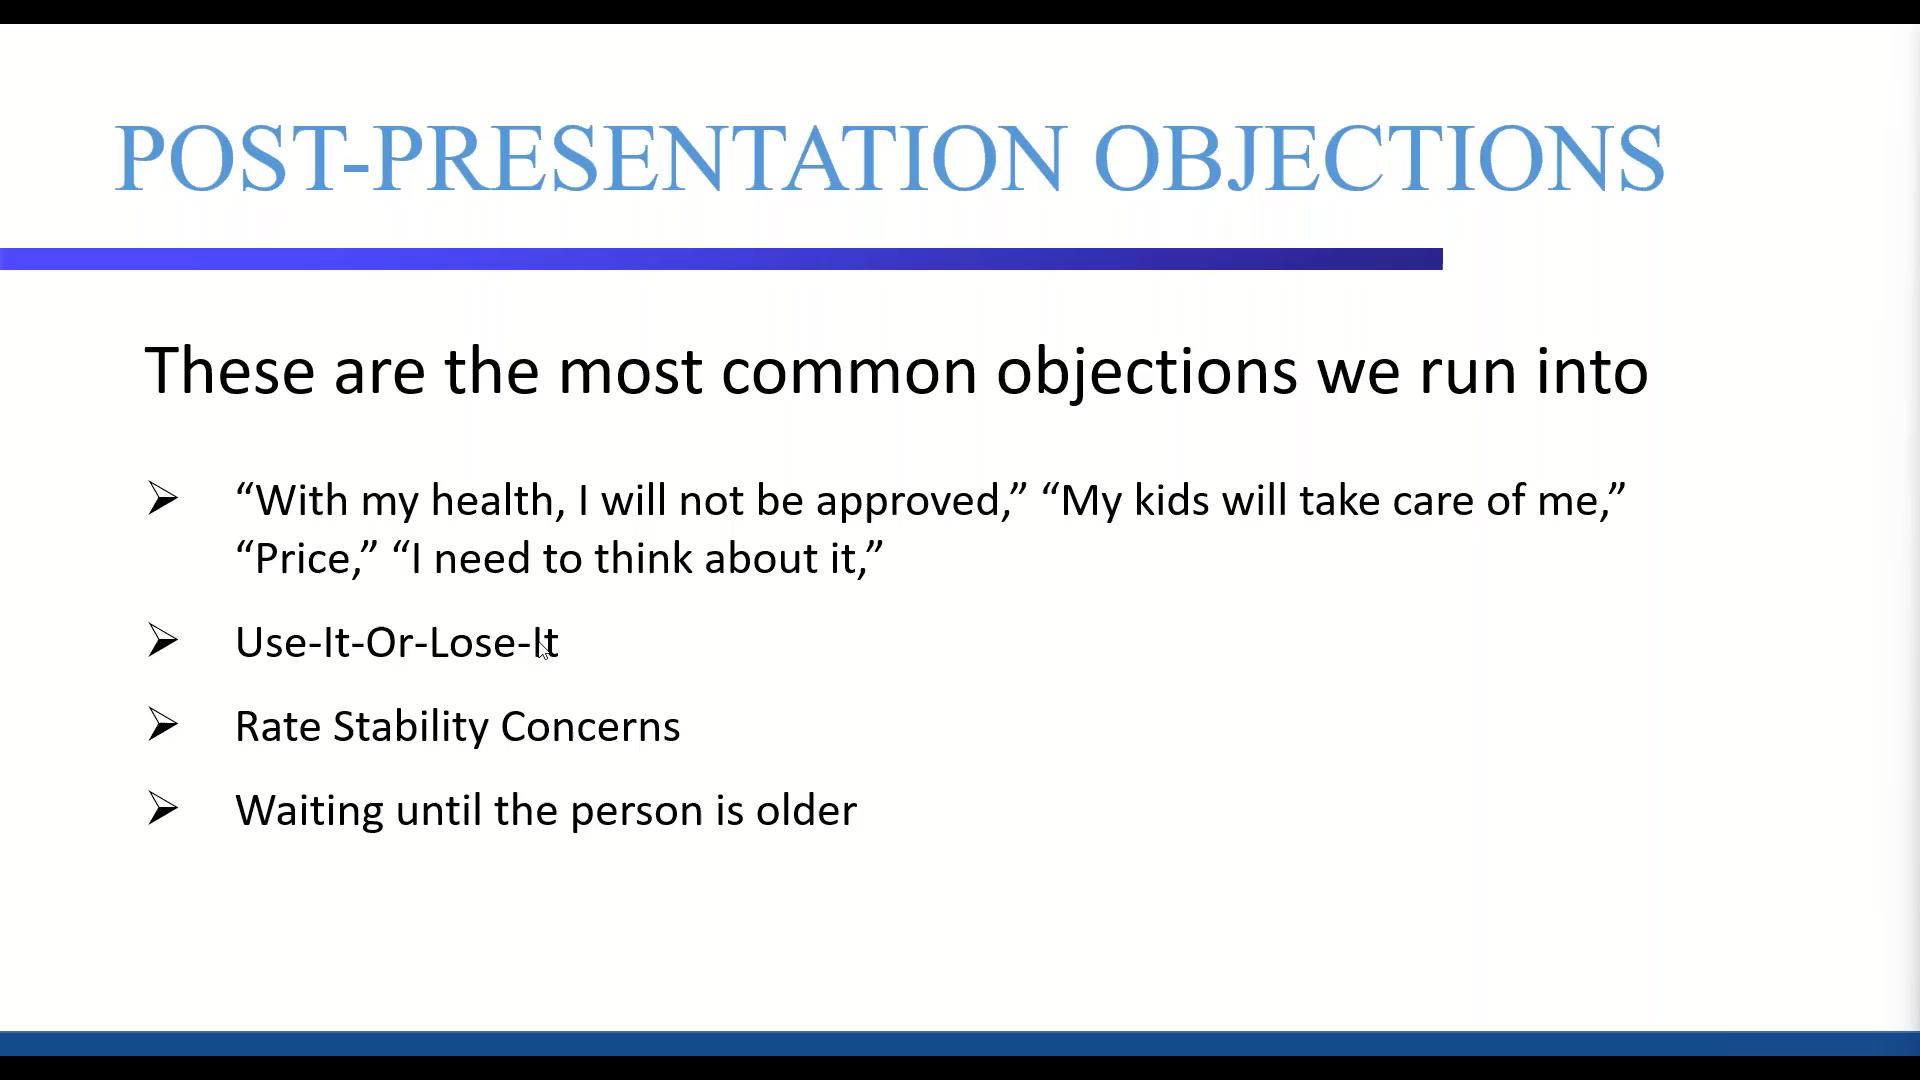 POST-PRESENTATION OBJECTIONS
These are the most common objections we run into
“With my health, I will not be approved,” “My kids will take care of me,”
“Price,” “I need to think about it,”
Use-It-Or-Lose-It
Rate Stability Concerns
Waiting until the person is older